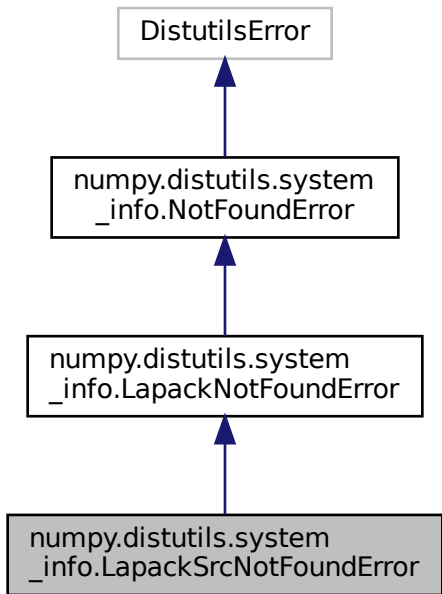 DistutilsError
numpy.distutils.system
_info.NotFoundError
numpy.distutils.system
_info.LapackNotFoundError
numpy.distutils.system
_info.LapackSrcNotFoundError